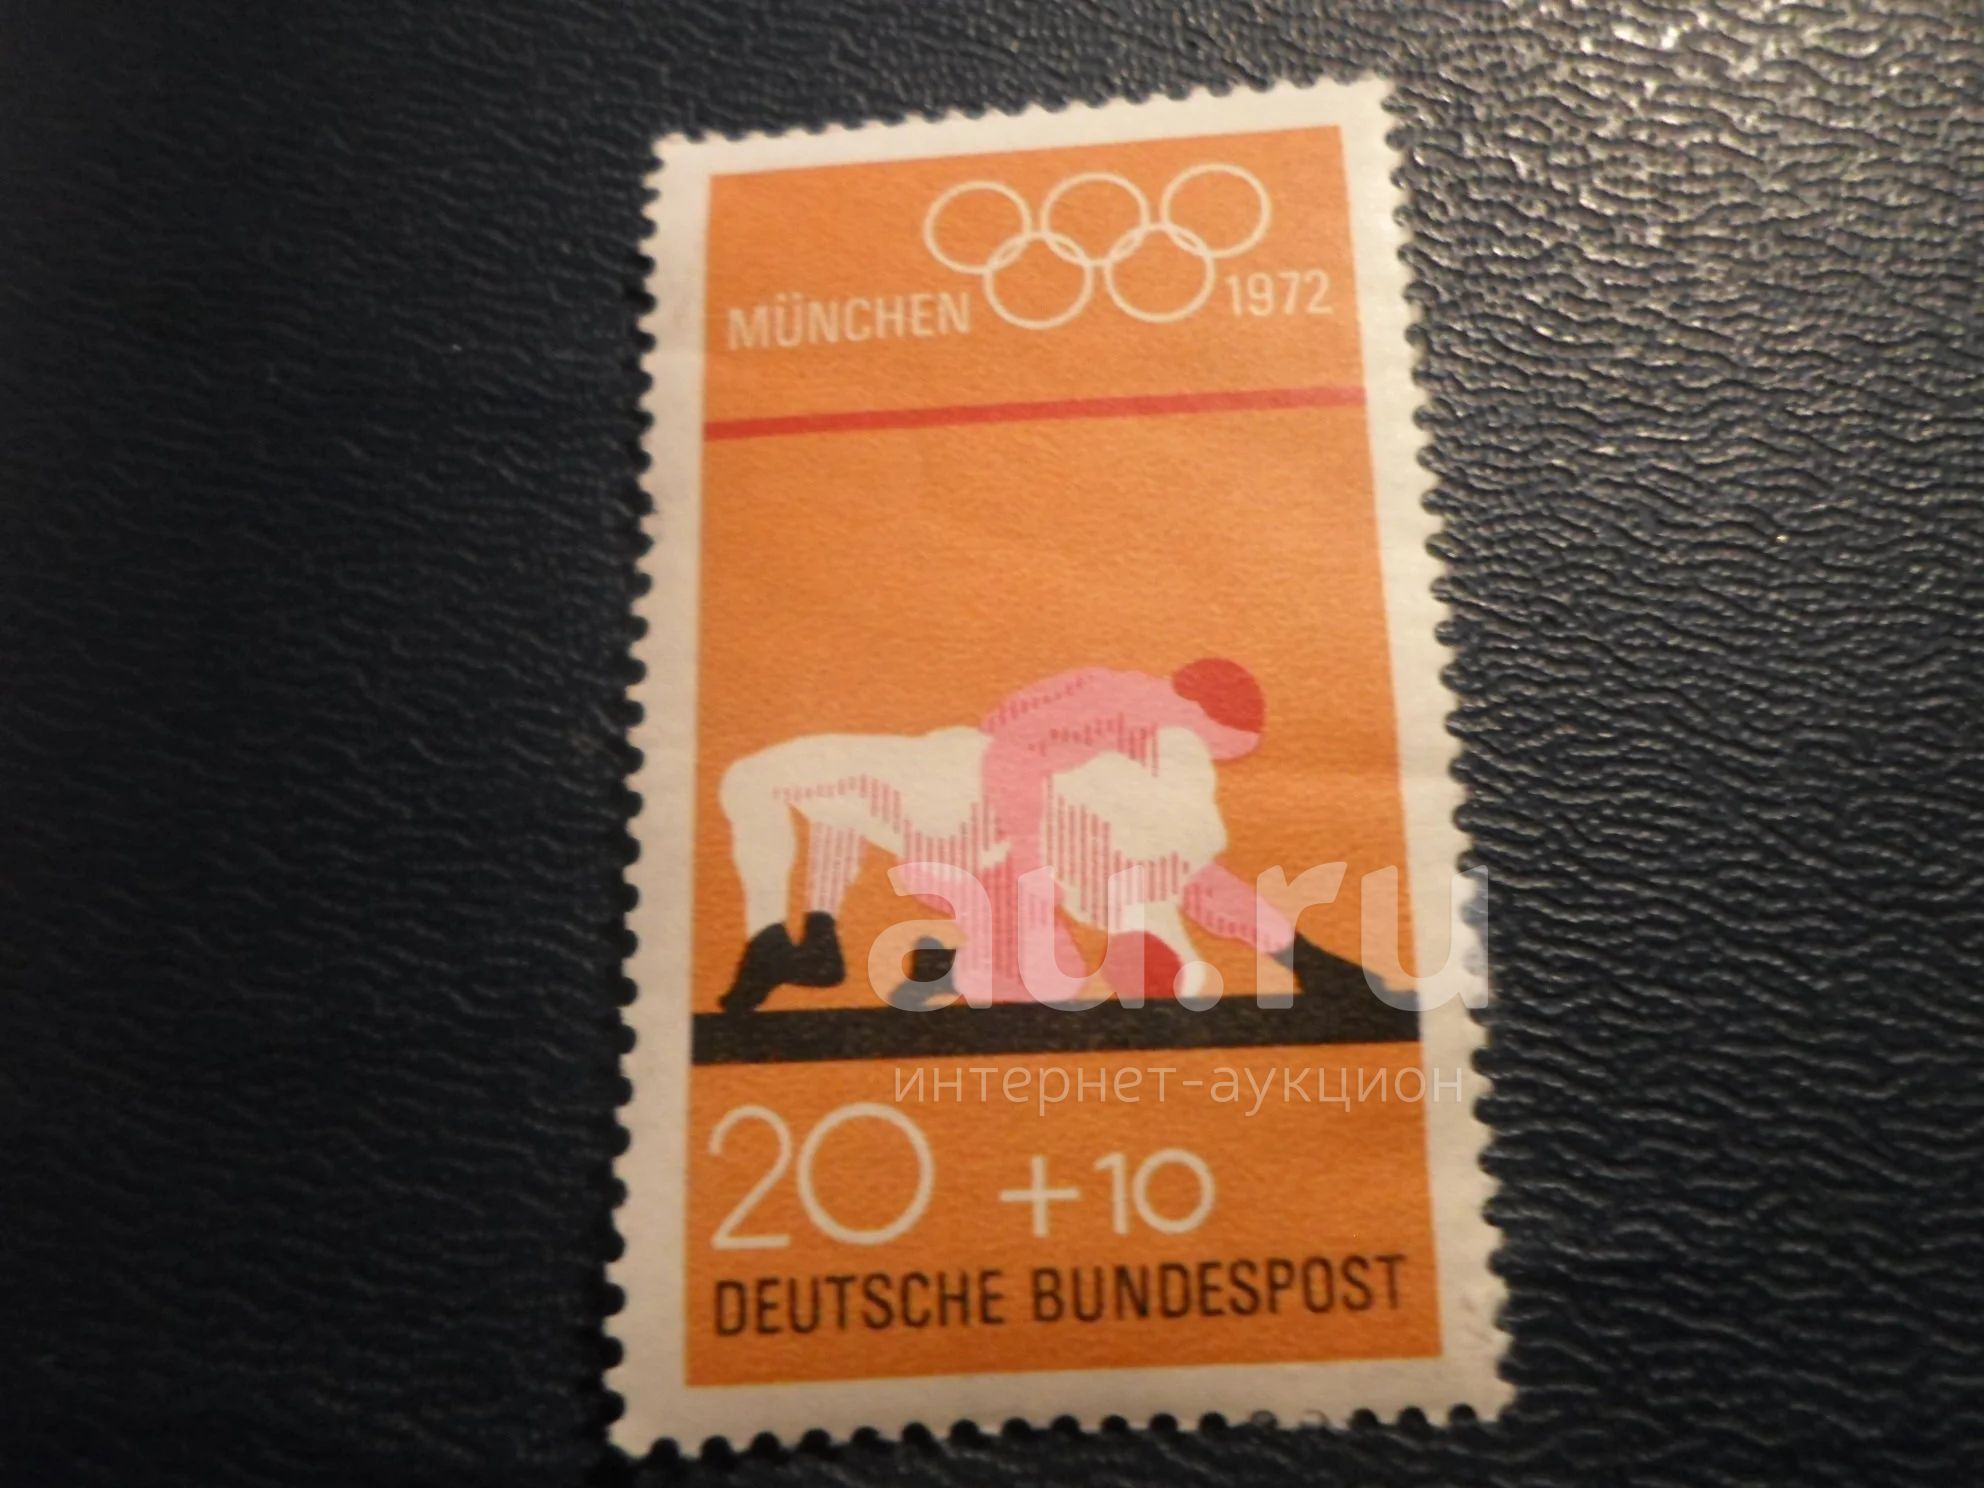 MÜNCHEN 1972
au.ru
интернет-аукцион
20 + 10
DEUTSCHE BUNDESPOST